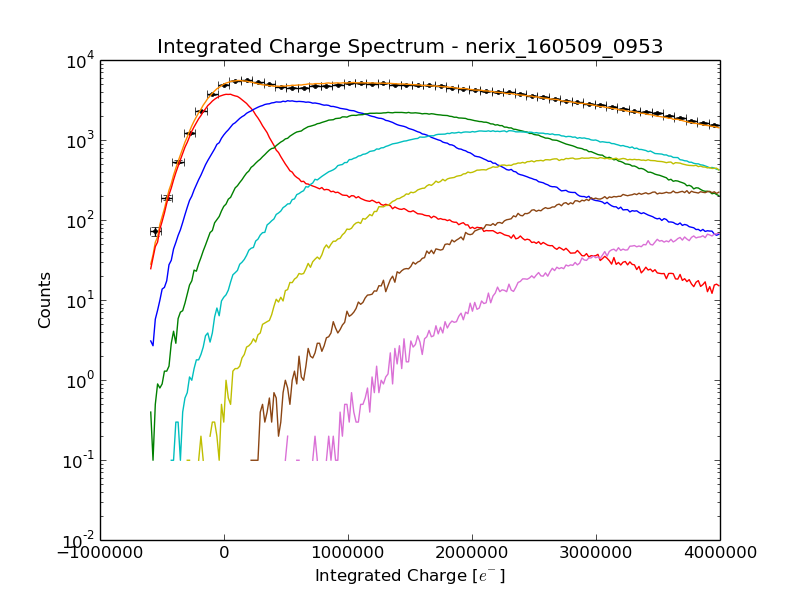 Integrated Charge Spectrum - nerix_160509_0953
Counts
10^4
10^3
10^2
10^1
10^0
10^-1
10^-2
−1000000 0 1000000 2000000 3000000 4000000
Integrated Charge [e^-]